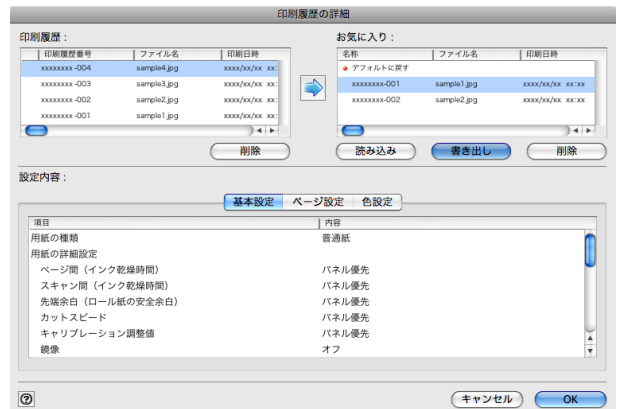 印刷履歴の詳細
印刷履歴：
印刷履歴番号 ファイル名 印刷日時
xxxxxxxx-004 sample4.jpg xxxx/xx/xx xx:
xxxxxxxx-003 sample3.jpg xxxx/xx/xx xx:
xxxxxxxx-002 sample2.jpg xxxx/xx/xx xx:
xxxxxxxx-001 sample1.jpg xxxx/xx/xx xx:
削除
お気に入り：
名称 ファイル名 印刷日時
デフォルトに戻す
xxxxxxxx-001 sample1.jpg xxxx/xx/xx xx:xx
xxxxxxxx-002 sample2.jpg xxxx/xx/xx xx:xx
読み込み 書き出し 削除
設定内容：
基本設定 ページ設定 色設定
項目 内容
用紙の種類 普通紙
用紙の詳細設定
ページ間（インク乾燥時間） パネル優先
スキャン間（インク乾燥時間） パネル優先
先端余白（ロール紙の安全余白） パネル優先
カットスピード パネル優先
キャリブレーション調整値 パネル優先
鏡像 オフ
? キャンセル OK